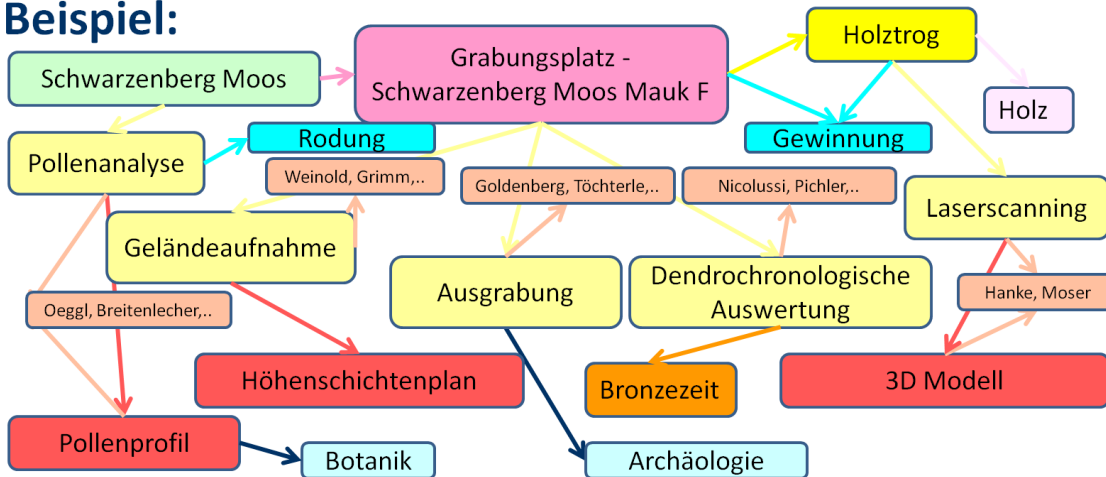 Beispiel:
Schwarzenberg Moos
Grabungsplatz -
Schwarzenberg Moos Mauk F
Holztrog
Holz
Pollenanalyse
Rodung
Gewinnung
Weinold, Grimm,..
Goldenberg, Töchterle,..
Nicolussi, Pichler,..
Laserscanning
Geländeaufnahme
Ausgrabung
Dendrochronologische
Auswertung
Oeggl, Breitenlecher,..
Hanke, Moser
Höhenschichtenplan
Bronzezeit
3D Modell
Pollenprofil
Botanik
Archäologie